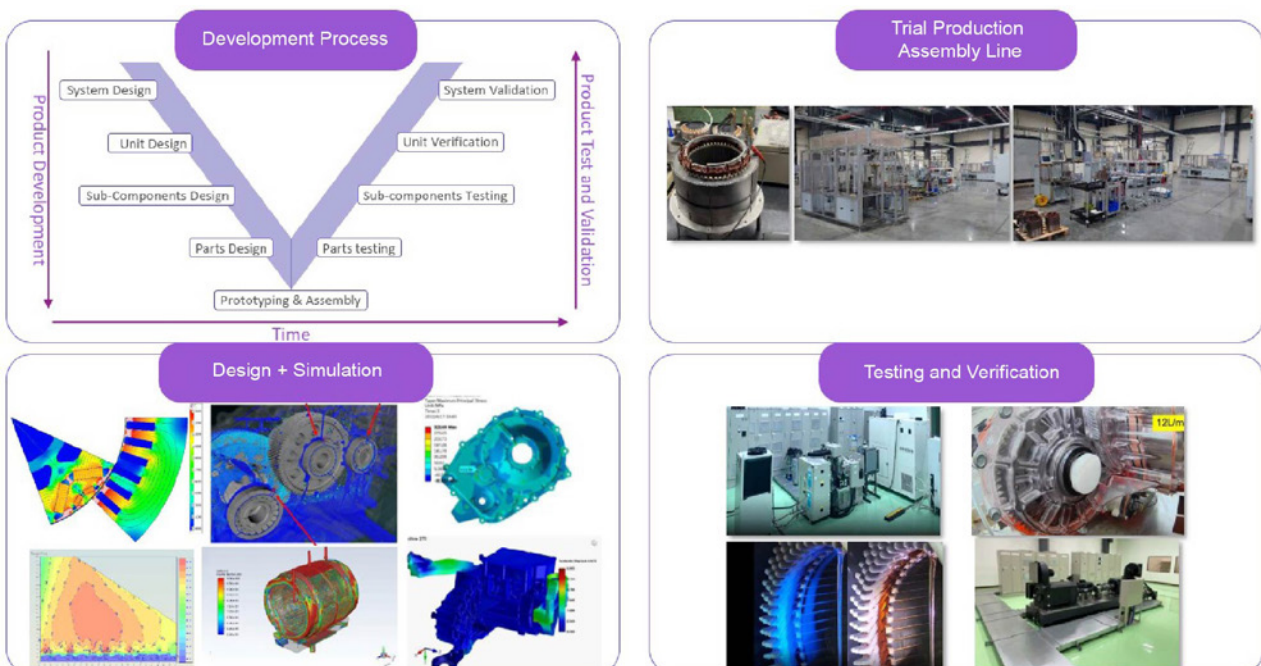 Development Process
Product Development
System Design
Unit Design
Sub-Components Design
Parts Design
Prototyping & Assembly
Parts testing
Sub-components Testing
Unit Verification
System Validation
Product Test and Validation
Time
Trial Production
Assembly Line
Design + Simulation
Testing and Verification
12L/m